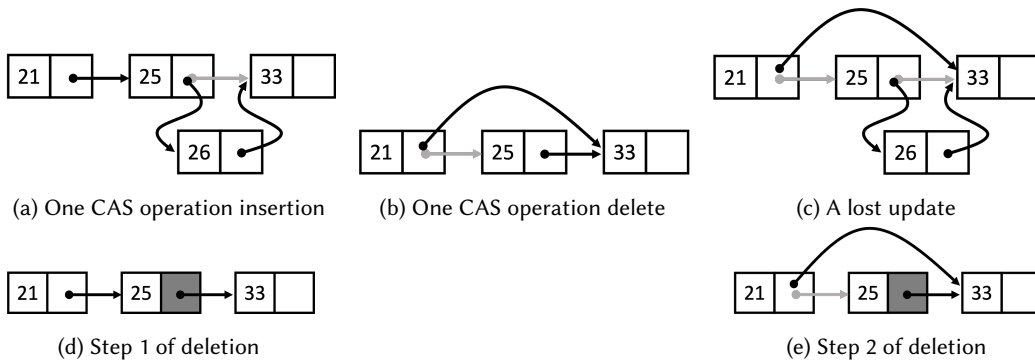 21 25 33
26
(a) One CAS operation insertion
21 25 33
(b) One CAS operation delete
21 25 33
26
(c) A lost update
21 25 33
(d) Step 1 of deletion
21 25 33
(e) Step 2 of deletion